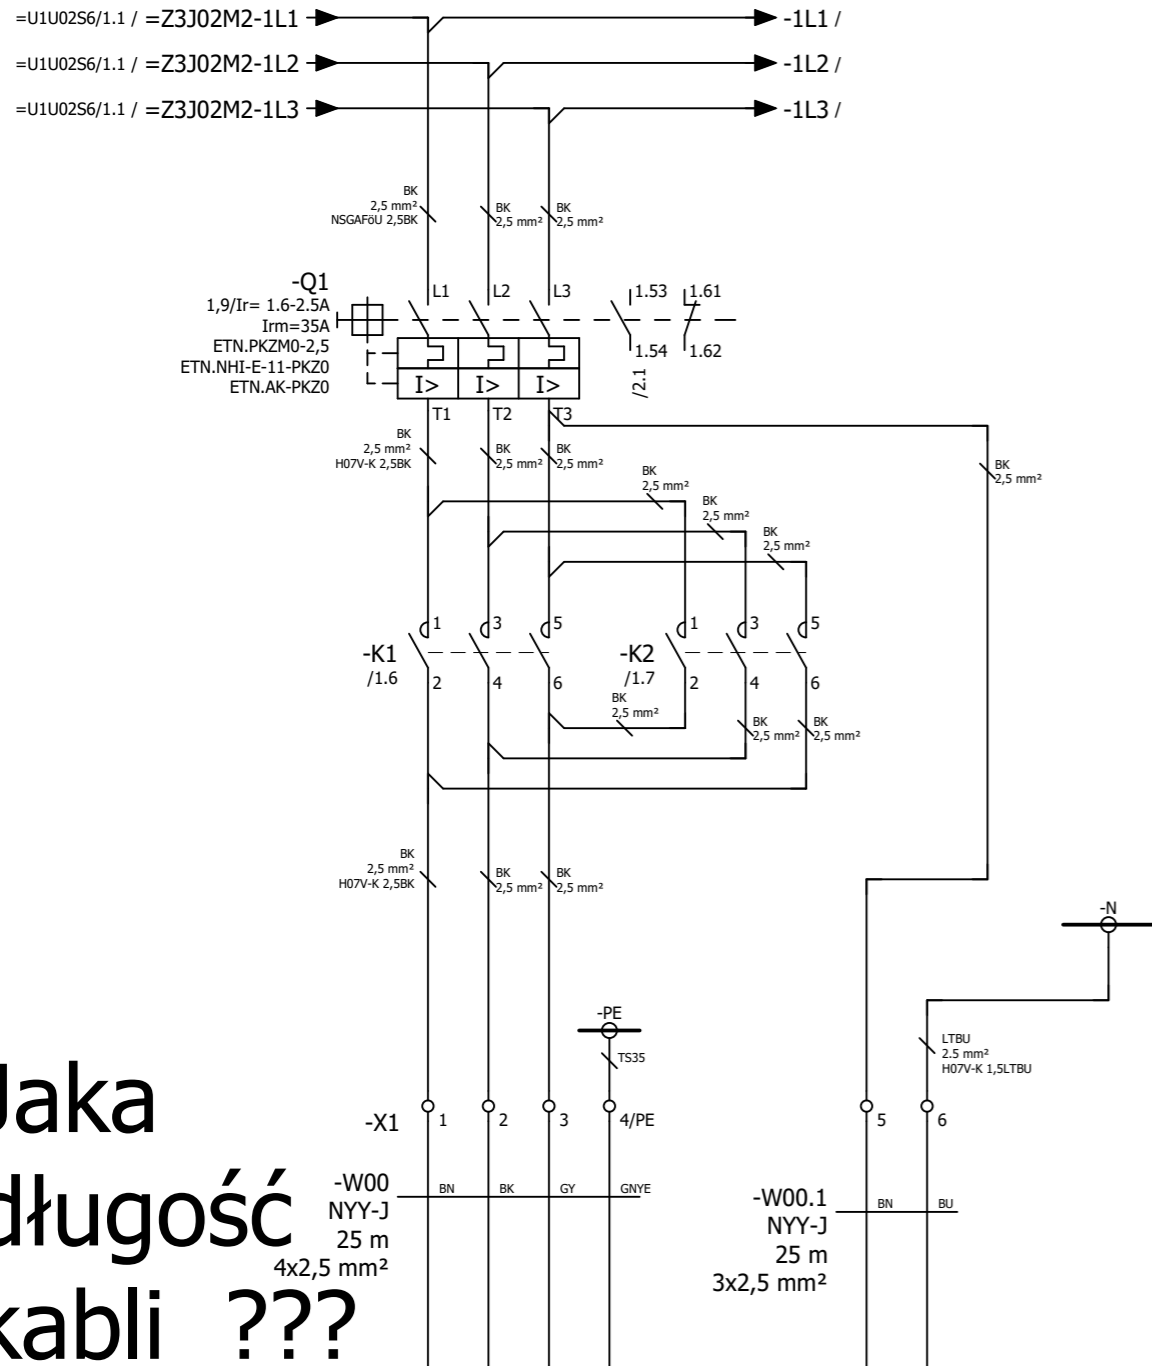 =U1U02S6/1.1 / =Z3J02M2-1L1 -1L1 /
=U1U02S6/1.1 / =Z3J02M2-1L2 -1L2 /
=U1U02S6/1.1 / =Z3J02M2-1L3 -1L3 /
BK
2,5 mm²
NSGAFöU 2,5BK
BK
2,5 mm²
BK
2,5 mm²
-Q1
1,9/Ir= 1.6-2.5A
Irm=35A
ETN.PKZM0-2,5
ETN.NHI-E-11-PKZ0
ETN.AK-PKZ0
L1 L2 L3 1.53 1.61
1.54 1.62
/2.1
I> I> I>
T1 T2 T3
BK
2,5 mm²
H07V-K 2,5BK
BK
2,5 mm²
BK
2,5 mm²
BK
2,5 mm²
BK
2,5 mm²
BK
2,5 mm²
BK
2,5 mm²
1 3 5 1 3 5
-K1
/1.6
-K2
/1.7
2 4 6 2 4 6
BK
2,5 mm²
BK
2,5 mm²
BK
2,5 mm²
BK
2,5 mm²
H07V-K 2,5BK
BK
2,5 mm²
BK
2,5 mm²
-N
-PE
TS35
LTBU
2.5 mm²
H07V-K 1,5LTBU
-X1 1 2 3 4/PE 5 6
-W00
NYY-J
25 m
4x2,5 mm²
BN BK GY GNYE
-W00.1
NYY-J
25 m
3x2,5 mm²
BN BU
Jaka
długość
kabli ???